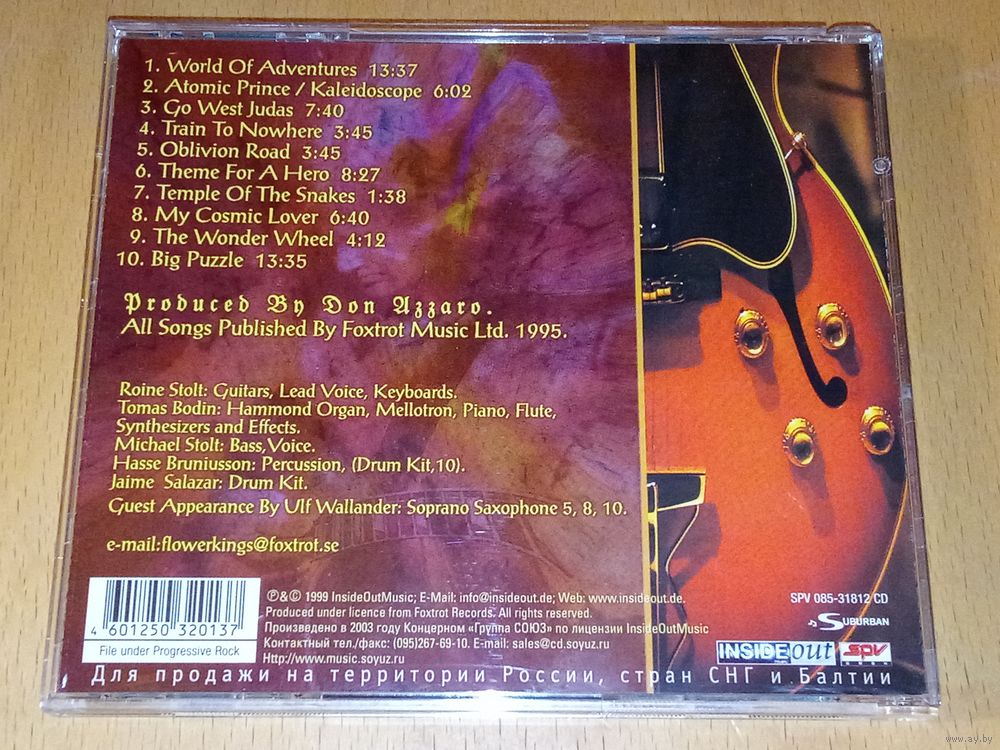 1. World Of Adventures 13:37
2. Atomic Prince / Kaleidoscope 6:02
3. Go West Judas 7:40
4. Train To Nowhere 3:45
5. Oblivion Road 3:45
6. Theme For A Hero 8:27
7. Temple Of The Snakes 1:38
8. My Cosmic Lover 6:40
9. The Wonder Wheel 4:12
10. Big Puzzle 13:35
Produced By Don Azzaro.
All Songs Published By Foxtrot Music Ltd. 1995.
Roine Stolt: Guitars, Lead Voice, Keyboards.
Tomas Bodin: Hammond Organ, Mellotron, Piano, Flute,
Synthesizers and Effects.
Michael Stolt: Bass, Voice.
Hasse Bruniusson: Percussion, (Drum Kit,10).
Jaime Salazar: Drum Kit.
Guest Appearance By Ulf Wallander: Soprano Saxophone 5, 8, 10.
e-mail:flowerkings@foxtrot.se
4 601250 320137
File under Progressive Rock
℗&© 1999 InsideOutMusic; E-Mail: info@insideout.de; Web: www.insideout.de.
Produced under licence from Foxtrot Records. All rights reserved.
Произведено в 2003 году Концерном «Группа СОЮЗ» по лицензии InsideOutMusic
Контактный тел./факс: (095)267-69-10. E-mail: sales@cd.soyuz.ru
Http://www.music.soyuz.ru
SPV 085-31812 CD
SUBURBAN
INSIDEout
SPV
Для продажи на территории России, стран СНГ и Балтии
www.ay.by